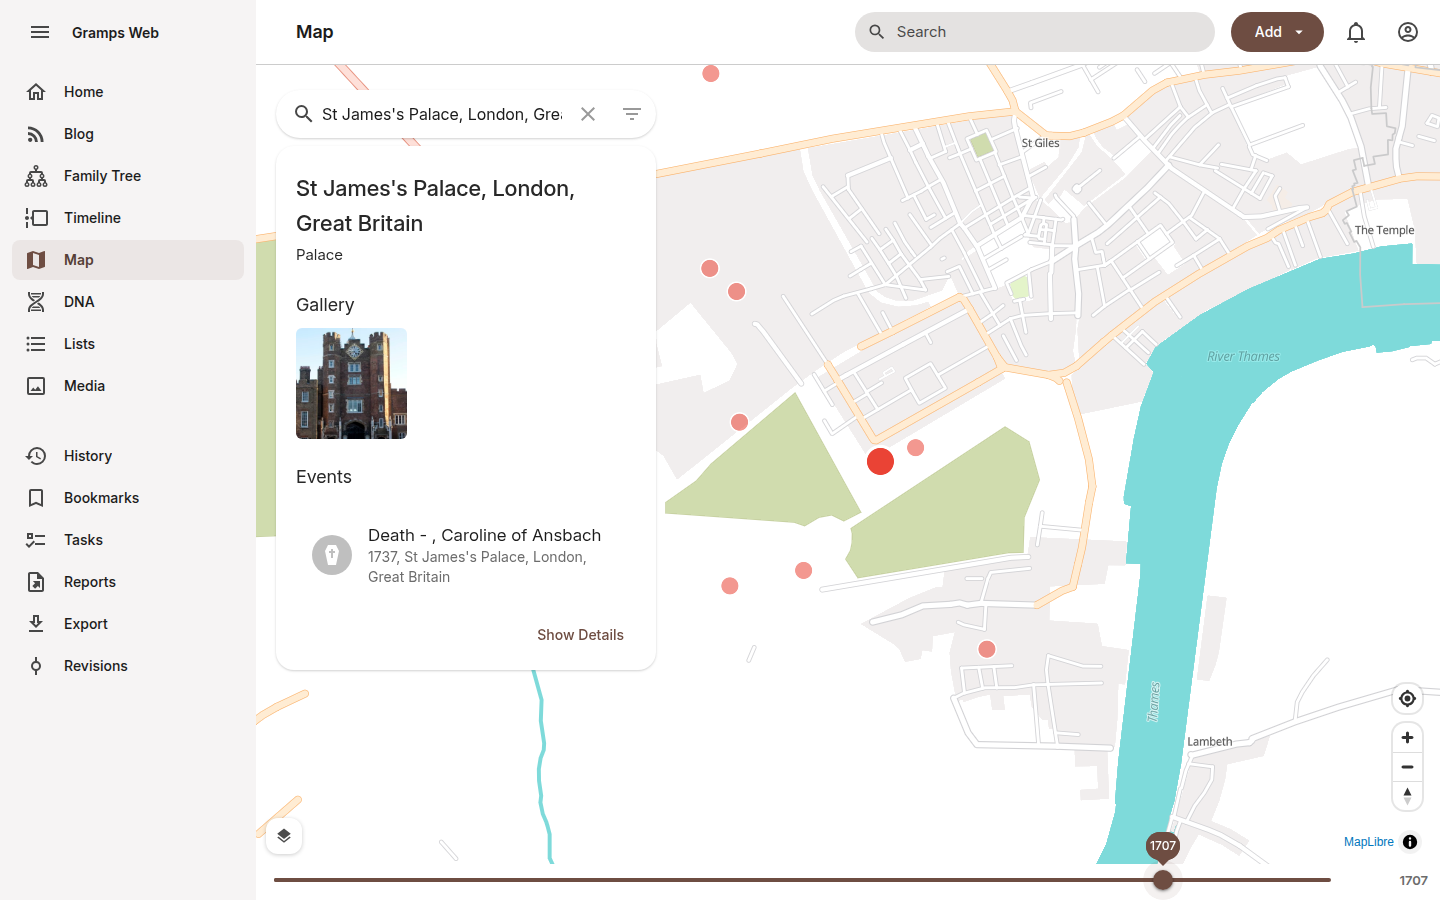 Gramps Web
Map
Search
Add
Home
Blog
Family Tree
Timeline
Map
DNA
Lists
Media
History
Bookmarks
Tasks
Reports
Export
Revisions
St James's Palace, London, Grea
St James's Palace, London,
Great Britain
Palace
Gallery
Events
Death - , Caroline of Ansbach
1737, St James's Palace, London,
Great Britain
Show Details
St Giles
The Temple
River Thames
Thames
Lambeth
MapLibre
1707
1707